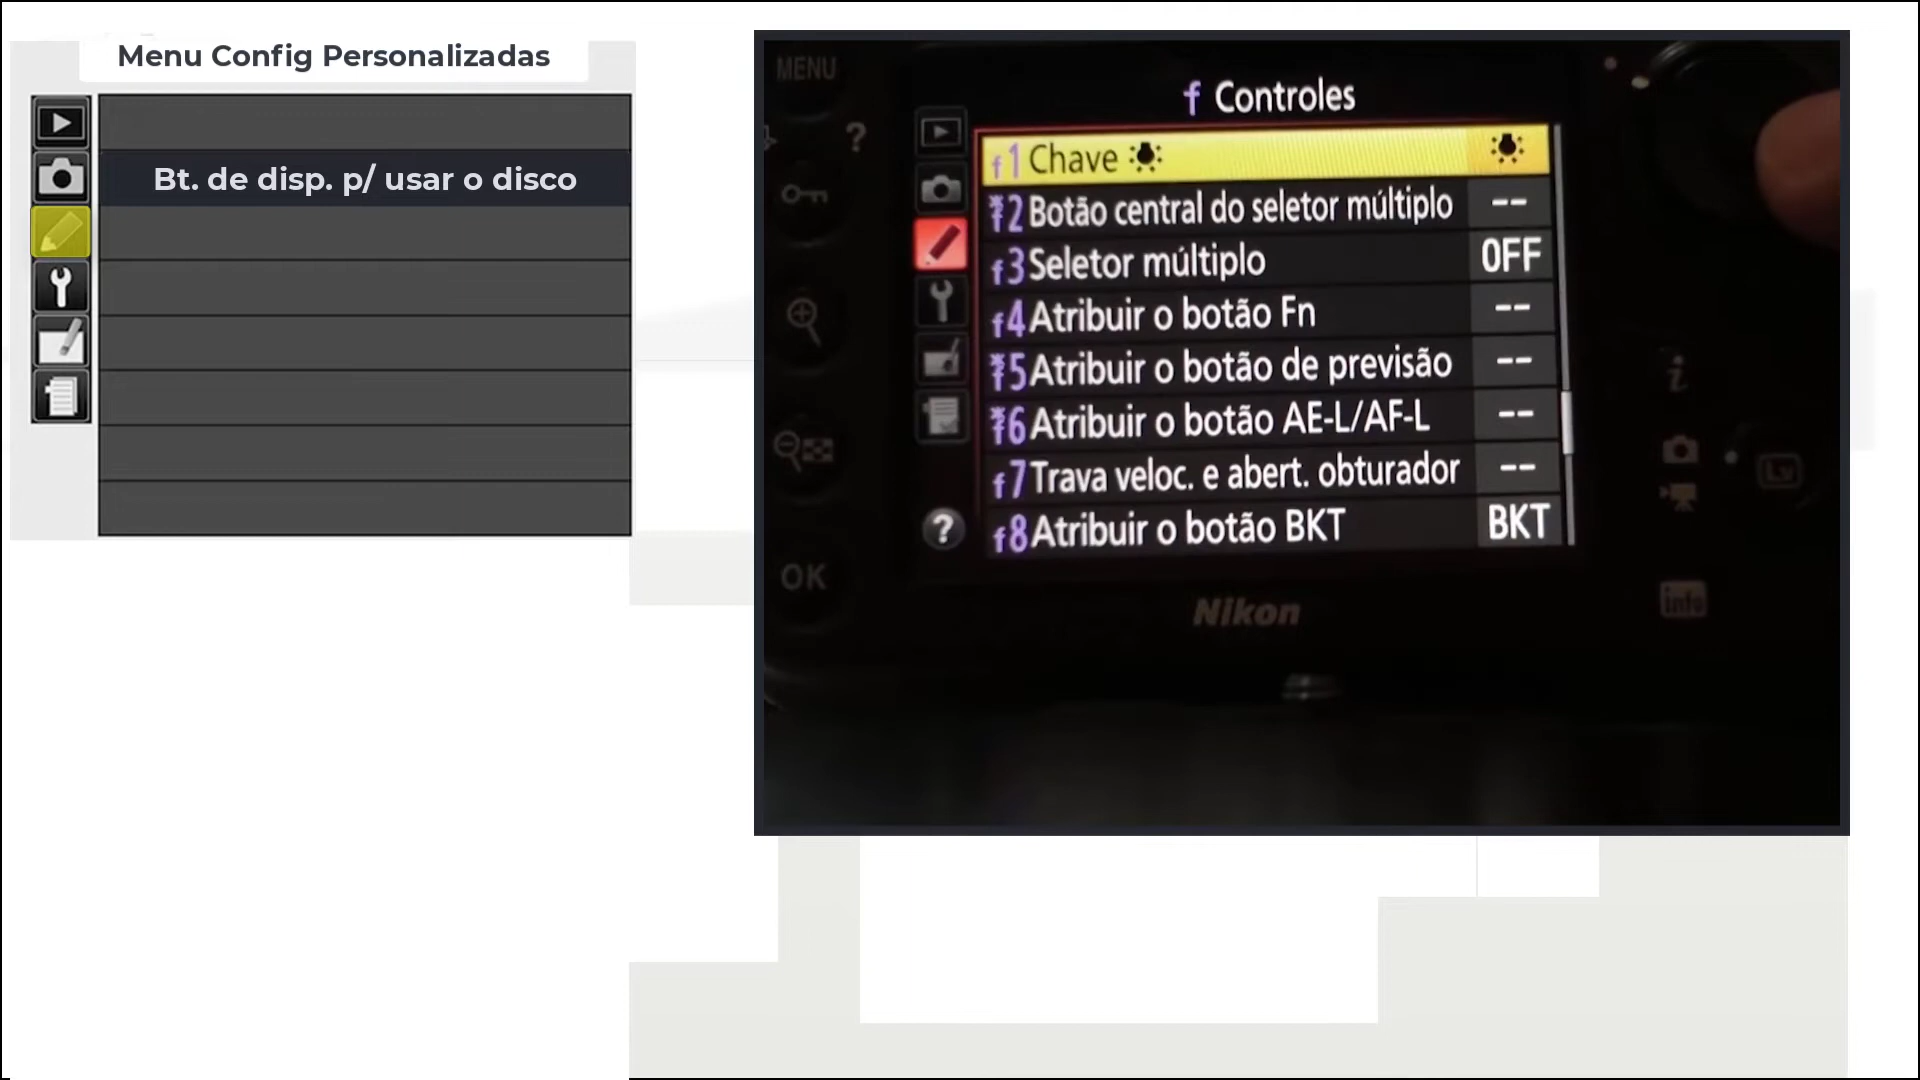 Menu Config Personalizadas
Bt. de disp. p/ usar o disco
MENU
?
f Controles
f1 Chave
f2 Botão central do seletor múltiplo --
f3 Seletor múltiplo OFF
f4 Atribuir o botão Fn --
f5 Atribuir o botão de previsão --
f6 Atribuir o botão AE-L/AF-L --
f7 Trava veloc. e abert. obturador --
f8 Atribuir o botão BKT BKT
?
OK
Nikon
i
Lv
info